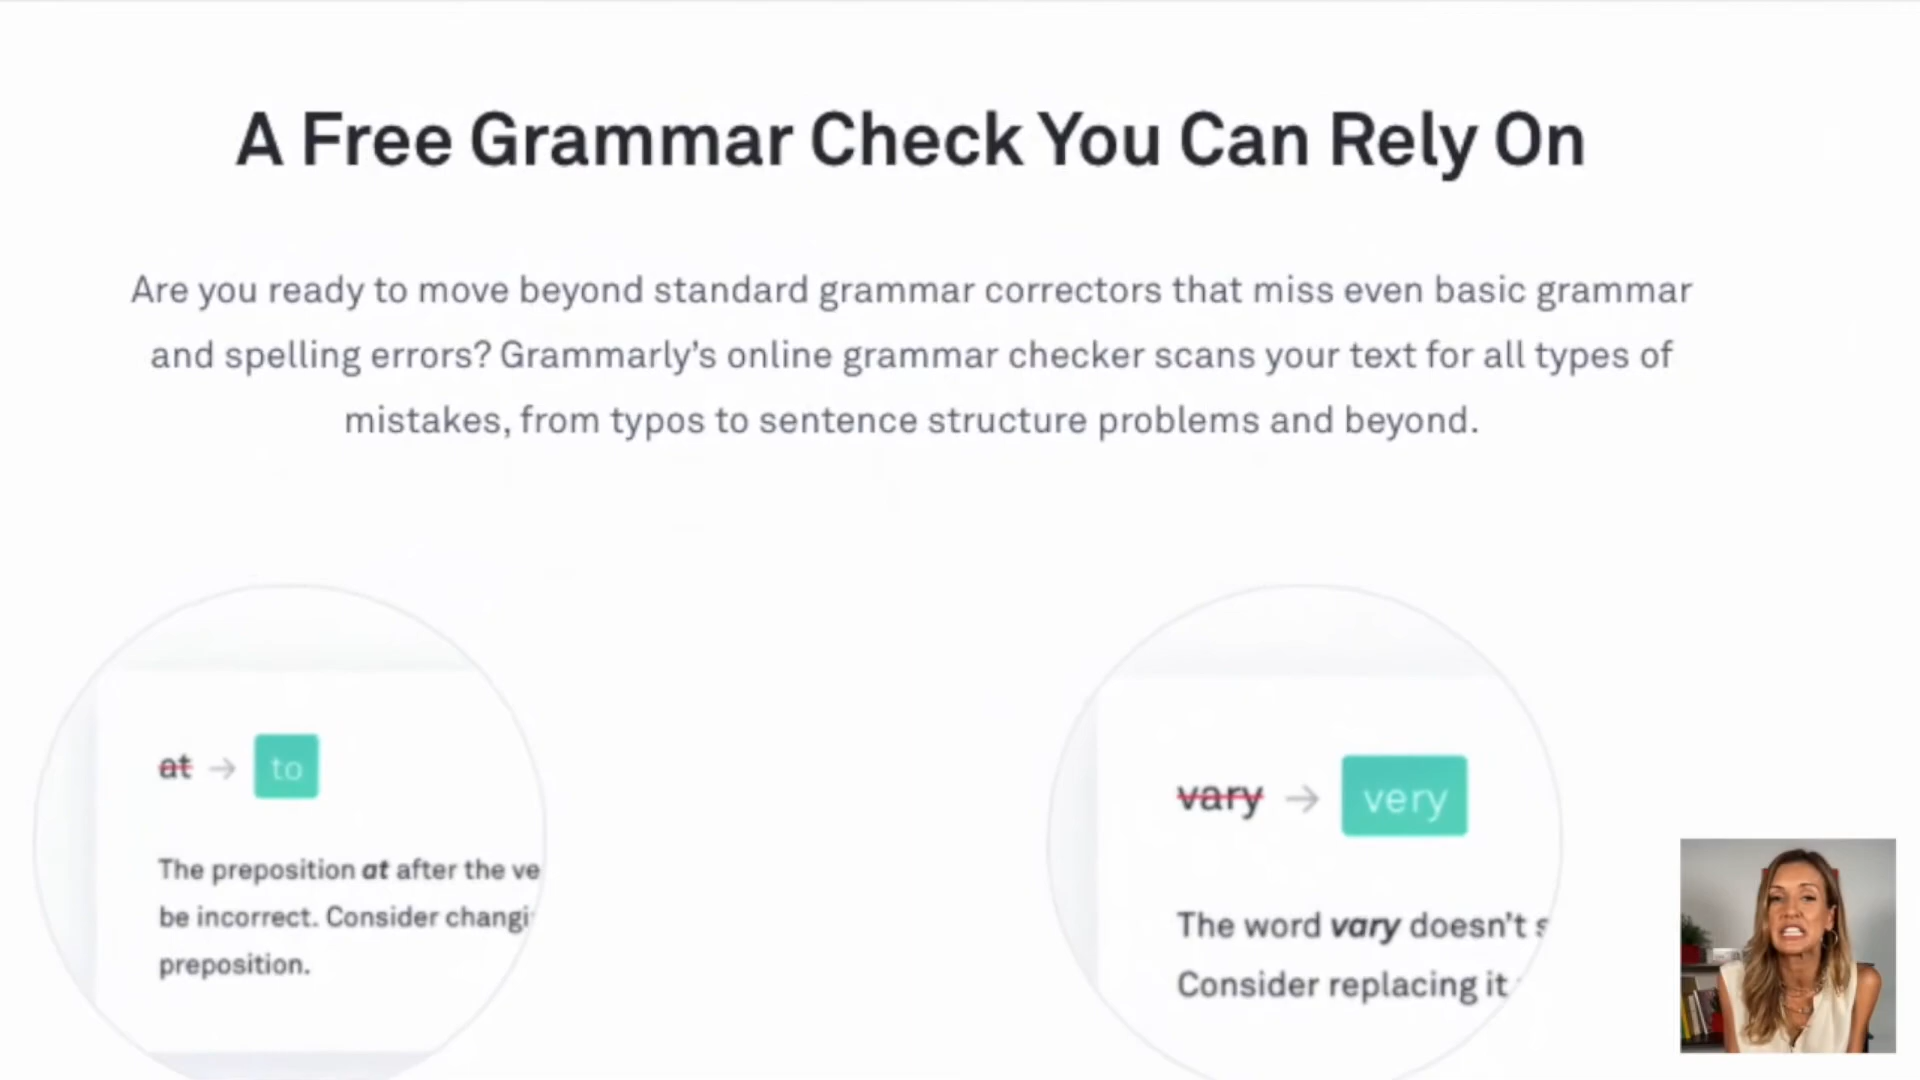 A Free Grammar Check You Can Rely On
Are you ready to move beyond standard grammar correctors that miss even basic grammar
and spelling errors? Grammarly’s online grammar checker scans your text for all types of
mistakes, from typos to sentence structure problems and beyond.
at → to
The preposition at after the ve
be incorrect. Consider changi
preposition.
vary → very
The word vary doesn’t s
Consider replacing it